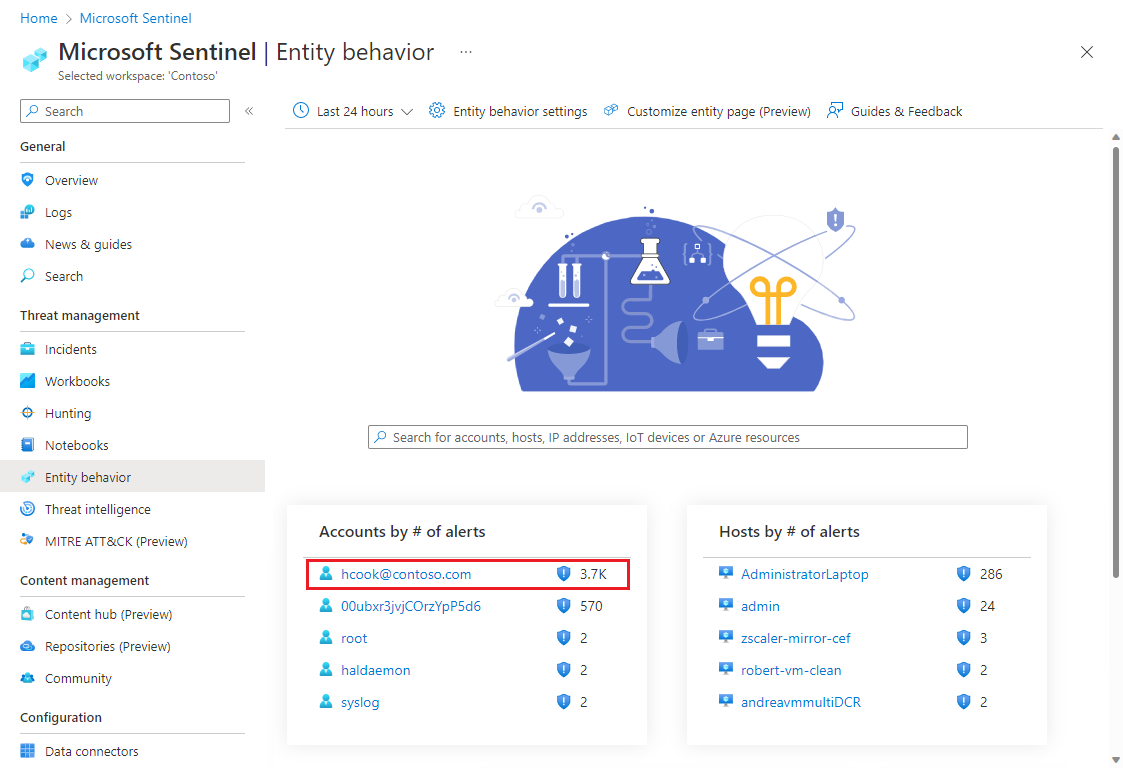 Home > Microsoft Sentinel
Microsoft Sentinel | Entity behavior ...
Selected workspace: 'Contoso'
Search «
Last 24 hours Entity behavior settings Customize entity page (Preview) Guides & Feedback
General
Overview
Logs
News & guides
Search
Threat management
Incidents
Workbooks
Hunting
Notebooks
Entity behavior
Threat intelligence
MITRE ATT&CK (Preview)
Content management
Content hub (Preview)
Repositories (Preview)
Community
Configuration
Data connectors
Search for accounts, hosts, IP addresses, IoT devices or Azure resources
Accounts by # of alerts
hcook@contoso.com 3.7K
00ubxr3jvjCOrzYpP5d6 570
root 2
haldaemon 2
syslog 2
Hosts by # of alerts
AdministratorLaptop 286
admin 24
zscaler-mirror-cef 3
robert-vm-clean 2
andreavmmultiDCR 2